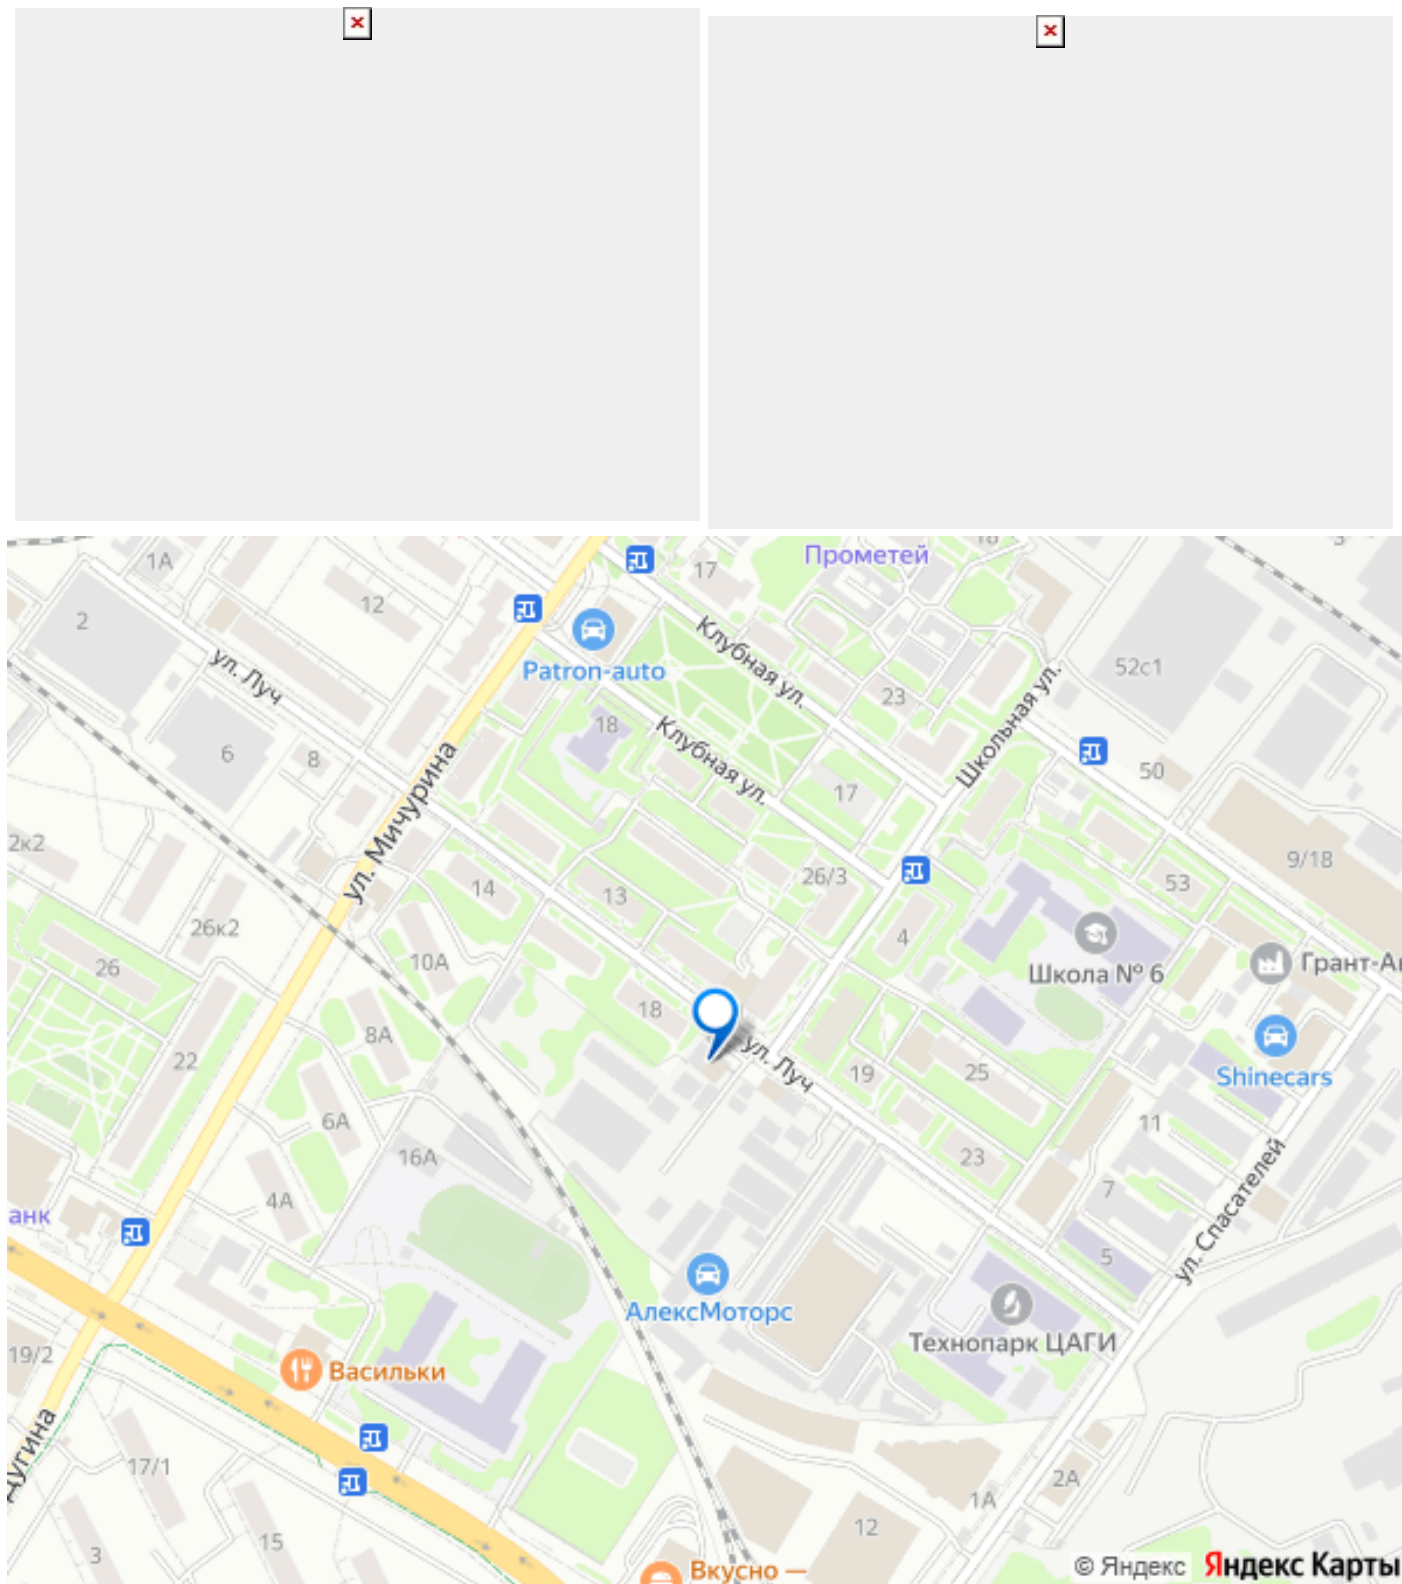 Прометей
1А
17
2
12
Patron-auto
ул. Луч
Клубная ул.
52с1
23
Школьная ул.
18
Клубная ул.
6
8
50
17
ул. Мичурина
2к2
9/18
26/3
53
14
13
26к2
4
10А
26
Школа № 6
18
8А
22
ул. Луч
19
25
Shinecars
6А
11
16А
23
7
4А
ул. Спасателей
анк
5
АлексМоторс
Технопарк ЦАГИ
19/2
Васильки
17/1
2А
1А
12
15
3
Вкусно —
© Яндекс
Яндекс Карты